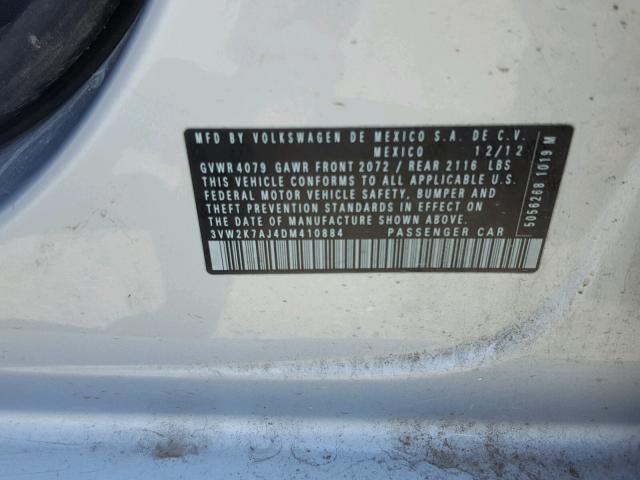 MFD BY VOLKSWAGEN DE MEXICO S.A. DE C.V.
MEXICO 12/12
GVWR 4079 GAWR FRONT 2072 / REAR 2116 LBS
THIS VEHICLE CONFORMS TO ALL APPLICABLE U.S.
FEDERAL MOTOR VEHICLE SAFETY, BUMPER AND
THEFT PREVENTION STANDARDS IN EFFECT ON
THE DATE OF MANUFACTURE SHOWN ABOVE.
3VW2K7AJ4DM410884 PASSENGER CAR
5056268 1019 M